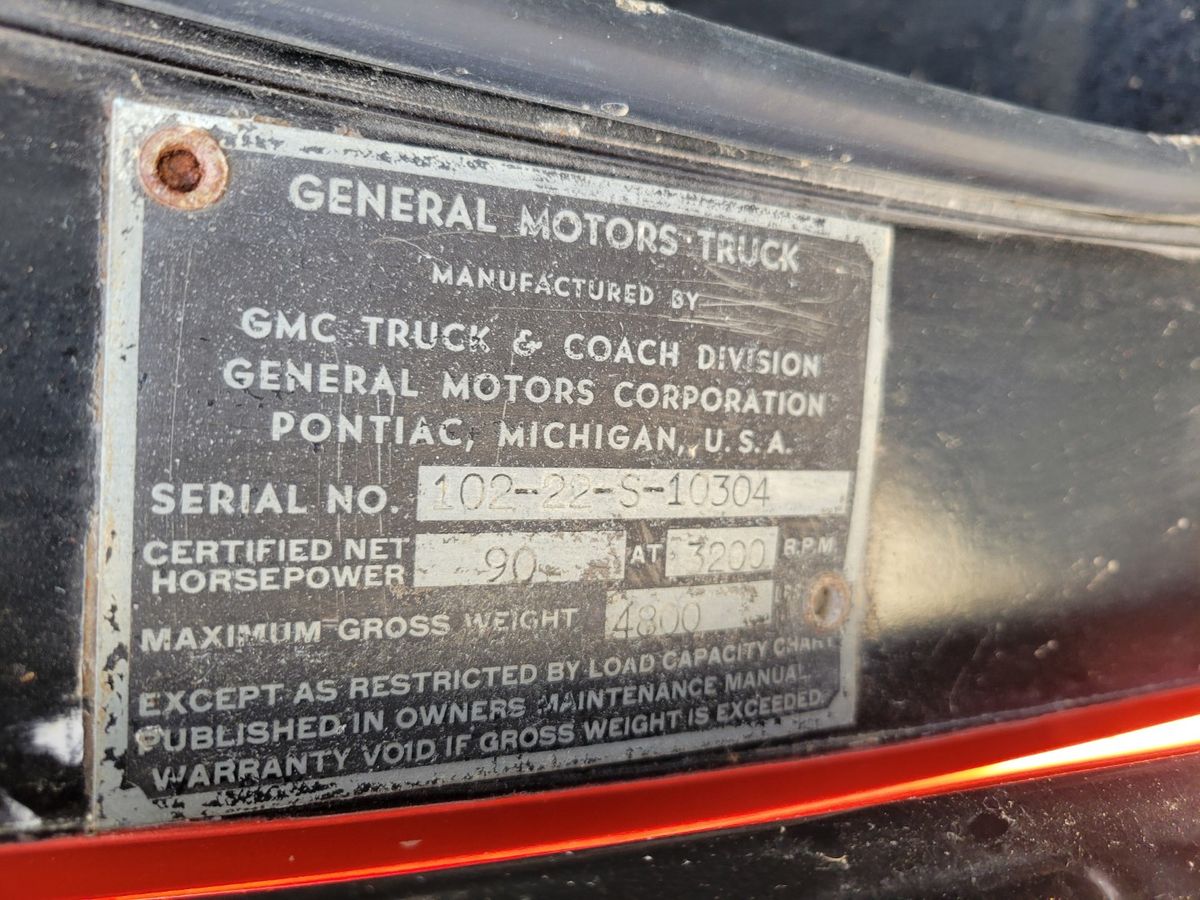 GENERAL MOTORS TRUCK
MANUFACTURED BY
GMC TRUCK & COACH DIVISION
GENERAL MOTORS CORPORATION
PONTIAC, MICHIGAN, U. S. A.
SERIAL NO. 102-22-S-10304
CERTIFIED NET HORSEPOWER 90 AT 3200 R.P.M.
MAXIMUM GROSS WEIGHT 4800
EXCEPT AS RESTRICTED BY LOAD CAPACITY CHART
PUBLISHED IN OWNERS MAINTENANCE MANUAL
WARRANTY VOID IF GROSS WEIGHT IS EXCEEDED